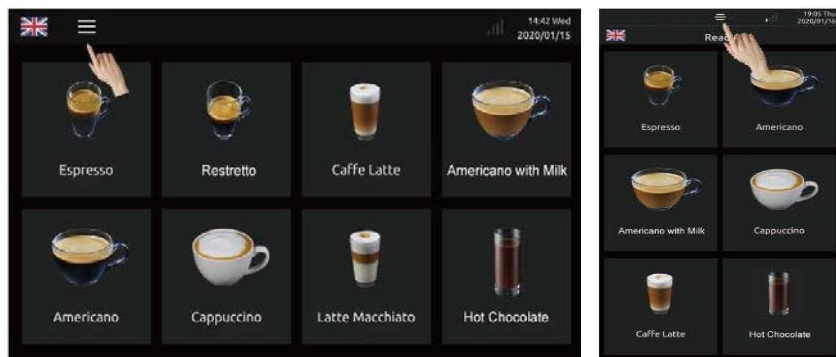 14:42 Wed
2020/01/15
Espresso
Restretto
Caffe Latte
Americano with Milk
Americano
Cappuccino
Latte Macchiato
Hot Chocolate
19:05 Thu
2020/01/16
Espresso
Americano
Americano with Milk
Cappuccino
Caffe Latte
Hot Chocolate